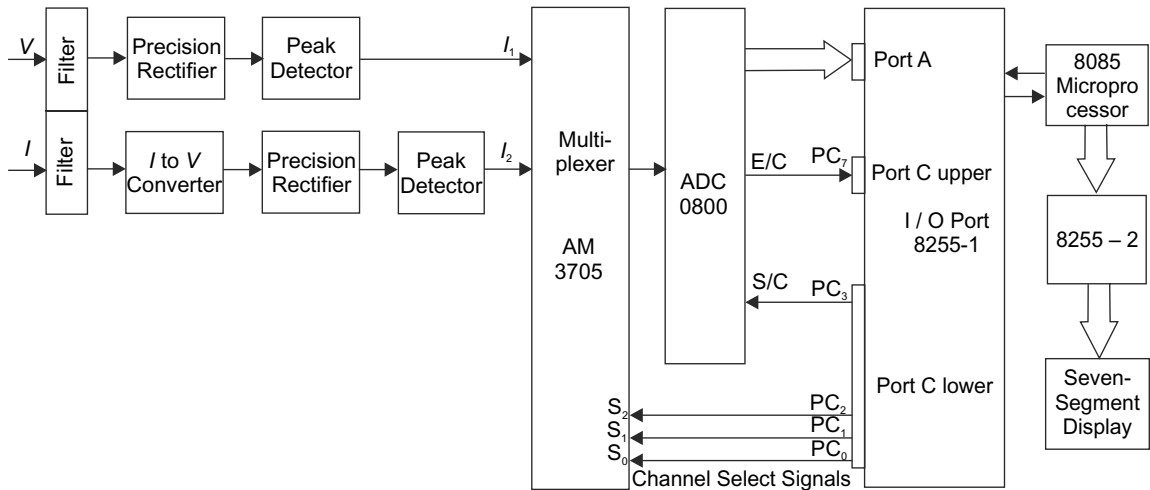 V
Filter
Precision
Rectifier
Peak
Detector
I₁
I
Filter
I to V
Converter
Precision
Rectifier
Peak
Detector
I₂
Multi-
plexer
AM
3705
ADC
0800
E/C
PC₇
S/C
PC₃
S₂
PC₂
S₁
PC₁
S₀
PC₀
Channel Select Signals
Port A
Port C upper
I / O Port
8255-1
Port C lower
8085
Micropro
cessor
8255 – 2
Seven-
Segment
Display